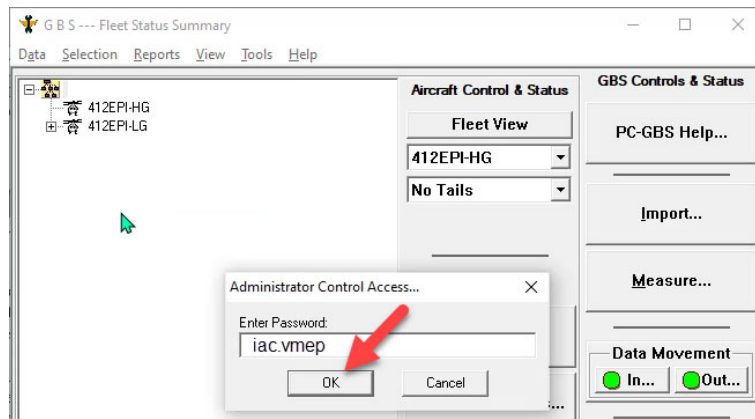 G B S --- Fleet Status Summary
Data Selection Reports View Tools Help
412EPI-HG
412EPI-LG
Aircraft Control & Status
Fleet View
412EPI-HG
No Tails
GBS Controls & Status
PC-GBS Help...
Import...
Measure...
Data Movement
In... Out...
Administrator Control Access...
Enter Password:
iac.vmep
OK Cancel